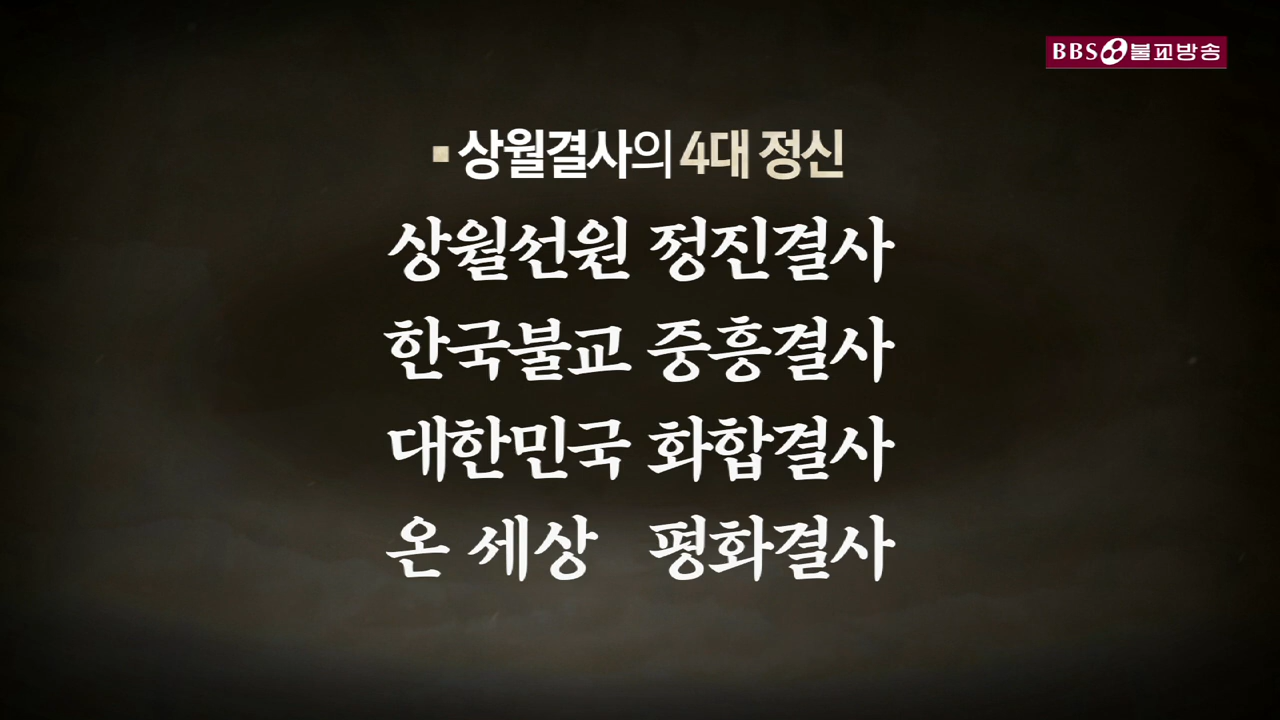 BBS 불교방송
▪ 상월결사의 4대 정신
상월선원 정진결사
한국불교 중흥결사
대한민국 화합결사
온 세상 평화결사